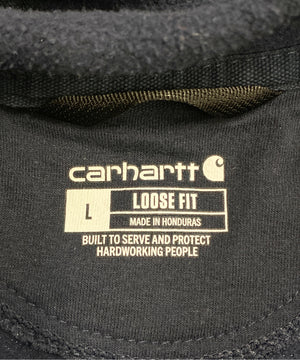 carhartt
L LOOSE FIT
MADE IN HONDURAS
BUILT TO SERVE AND PROTECT
HARDWORKING PEOPLE